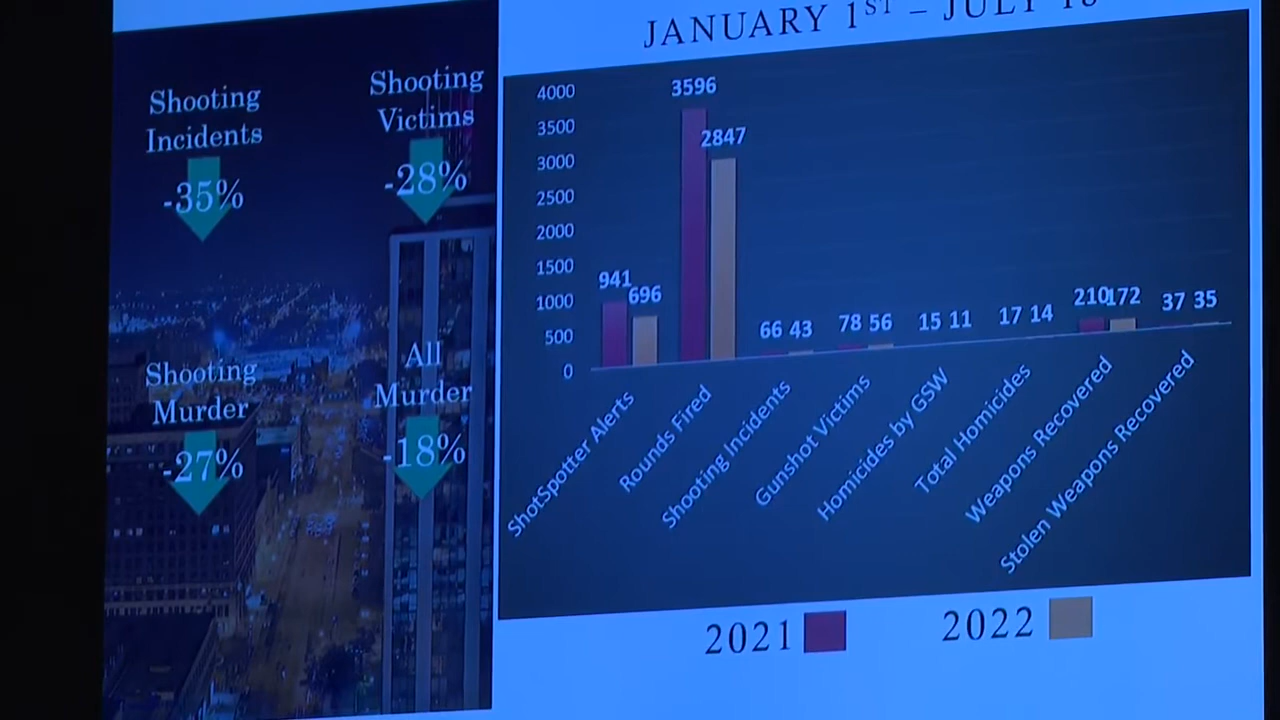 Shooting
Incidents
-35%
Shooting
Victims
-28%
Shooting
Murder
-27%
All
Murder
-18%
JANUARY 1ST – JULY
4000
3500
3000
2500
2000
1500
1000
500
0
941
696
3596
2847
66
43
78
56
15
11
17
14
210
172
37
35
ShotSpotter Alerts
Rounds Fired
Shooting Incidents
Gunshot Victims
Homicides by GSW
Total Homicides
Weapons Recovered
Stolen Weapons Recovered
2021
2022